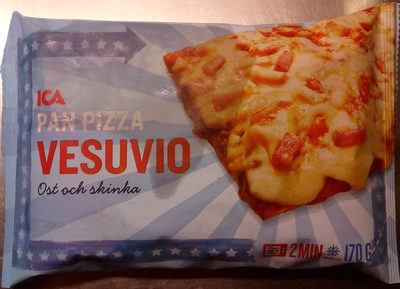 ICA
PAN PIZZA
VESUVIO
Ost och skinka
2 MIN 170 G